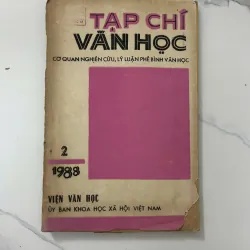 TẠP CHÍ
VĂN HỌC
CƠ QUAN NGHIÊN CỨU, LÝ LUẬN PHÊ BÌNH VĂN HỌC
2
1988
VIỆN VĂN HỌC
ỦY BAN KHOA HỌC XÃ HỘI VIỆT NAM